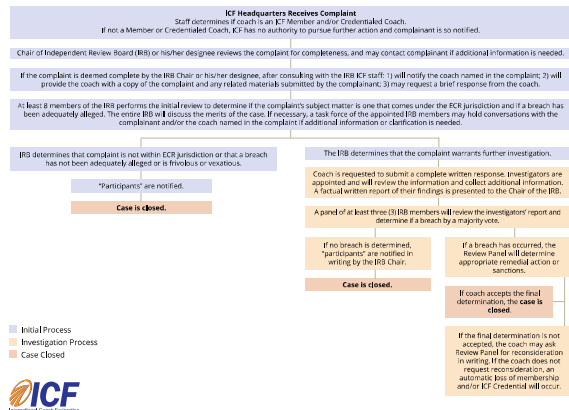 ICF Headquarters Receives Complaint
Staff determines if coach is an ICF Member and/or Credentialed Coach.
If not a Member or Credentialed Coach, ICF has no authority to pursue further action and complainant is so notified.
Chair of Independent Review Board (IRB) or his/her designee reviews the complaint for completeness, and may contact complainant if additional information is needed.
If the complaint is deemed complete by the IRB Chair or his/her designee, after consulting with the IRB ICF staff: 1) will notify the coach named in the complaint; 2) will
provide the coach with a copy of the complaint and any related materials submitted by the complainant; 3) may request a brief response from the coach.
At least 8 members of the IRB performs the initial review to determine if the complaint's subject matter is one that comes under the ECR jurisdiction and if a breach has
been adequately alleged. The entire IRB will discuss the merits of the case. If necessary, a task force of the appointed IRB members may hold conversations with the
complainant and/or the coach named in the complaint if additional information or clarification is needed.
IRB determines that complaint is not within ECR jurisdiction or that a breach
has not been adequately alleged or is frivolous or vexatious.
"Participants" are notified.
Case is closed.
The IRB determines that the complaint warrants further investigation.
Coach is requested to submit a complete written response. Investigators are
appointed and will review the information and collect additional information.
A factual written report of their findings is presented to the Chair of the IRB.
A panel of at least three (3) IRB members will review the investigators' report and
determine if a breach by a majority vote.
If no breach is determined,
"participants" are notified in
writing by the IRB Chair.
Case is closed.
If a breach has occurred, the
Review Panel will determine
appropriate remedial action or
sanctions.
If coach accepts the final
determination, the case is
closed.
If the final determination is not
accepted, the coach may ask
Review Panel for reconsideration
in writing. If the coach does not
request reconsideration, an
automatic loss of membership
and/or ICF Credential will occur.
Initial Process
Investigation Process
Case Closed
ICF